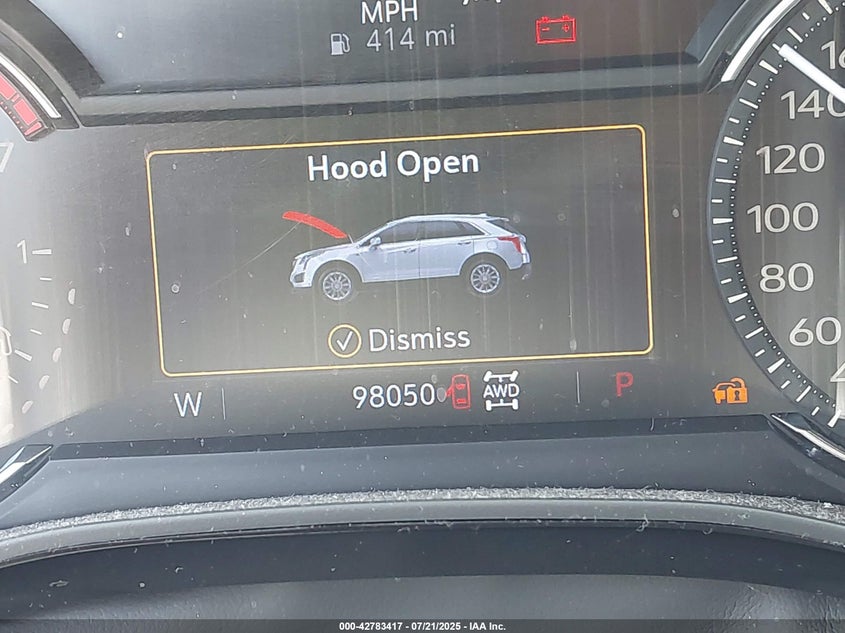 MPH
414 mi
Hood Open
Dismiss
W
98050
AWD
P
1
140
120
100
80
60
000-42783417 - 07/21/2025 - IAA Inc.